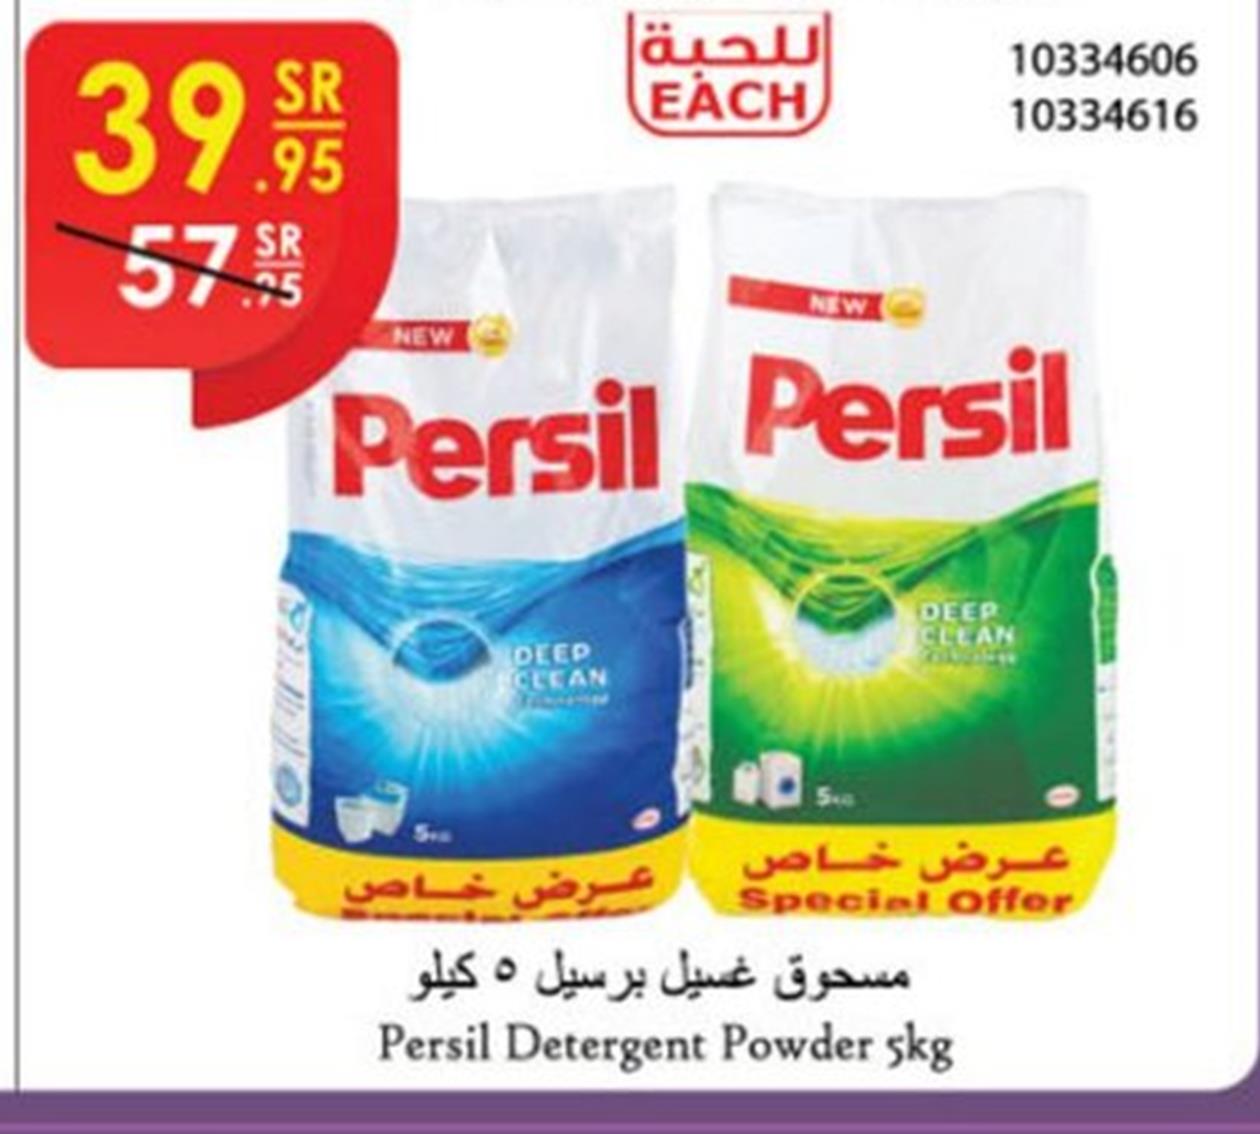 39 SR .95
57 SR .95
للحبة
EACH
10334606
10334616
NEW
Persil
DEEP
CLEAN
5KG
عرض خاص
NEW
Persil
DEEP
CLEAN
Technology
5KG
عرض خاص
Special Offer
مسحوق غسيل برسيل ٥ كيلو
Persil Detergent Powder 5kg